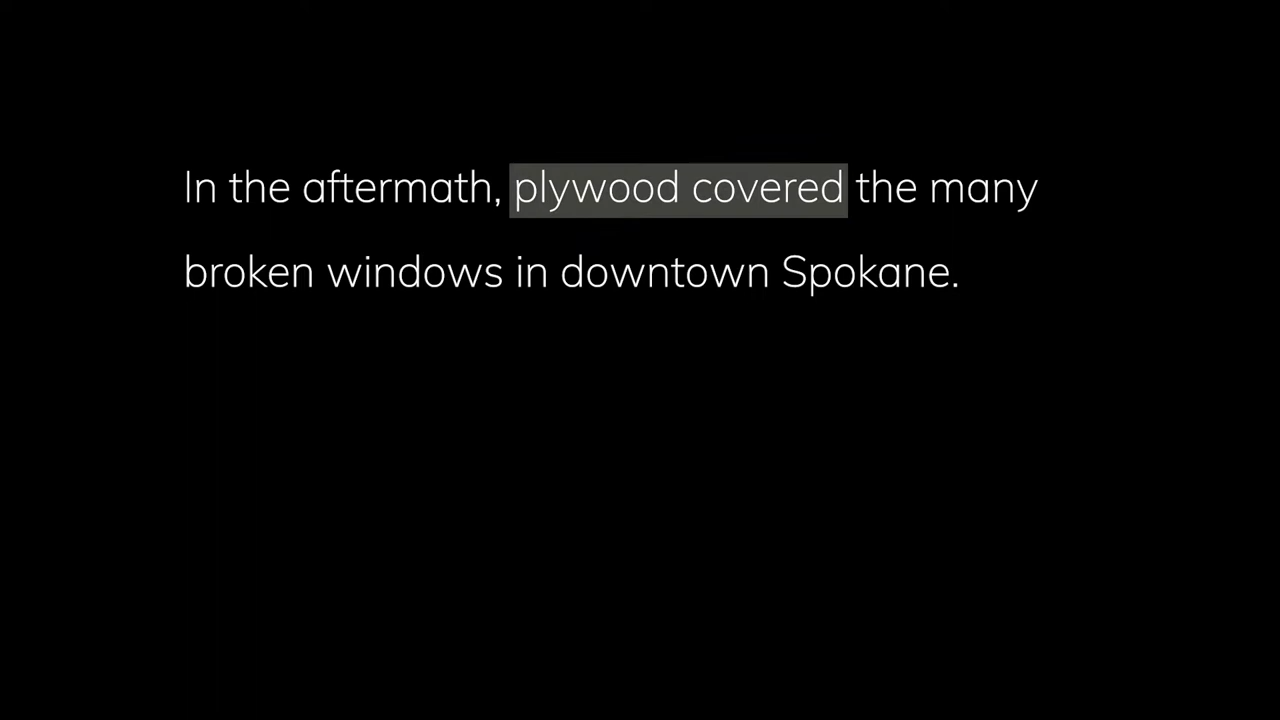 In the aftermath, plywood covered the many
broken windows in downtown Spokane.